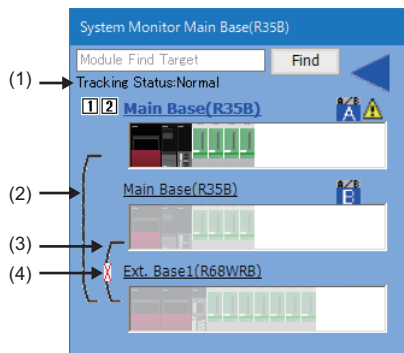 System Monitor Main Base(R35B)
Module Find Target
Find
(1)
Tracking Status:Normal
1 2 Main Base(R35B)
A/B
A
(2)
Main Base(R35B)
A/B
B
(3)
(4)
Ext. Base1(R68WRB)